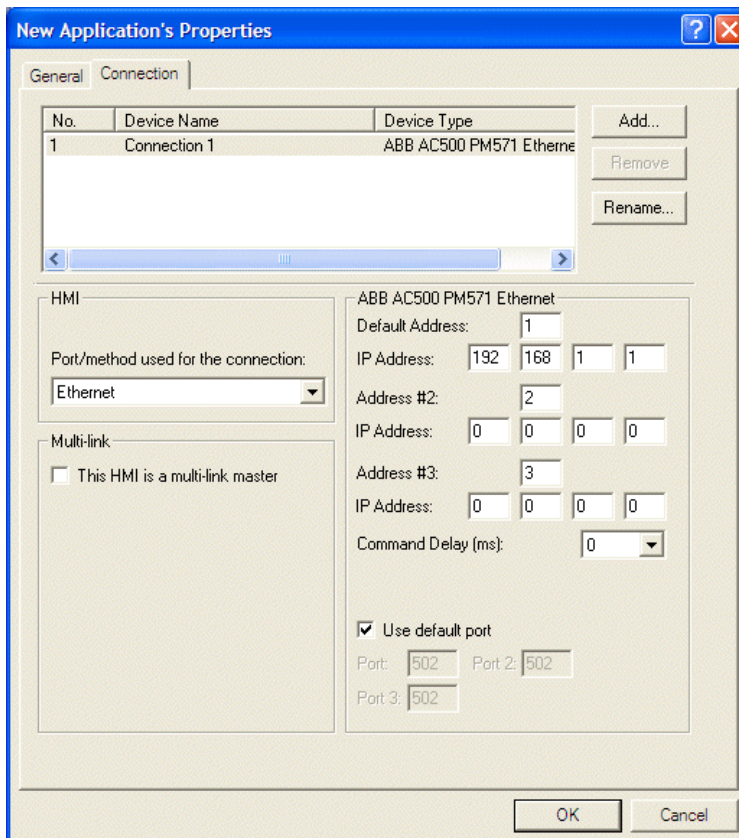 New Application's Properties
General Connection
No. Device Name Device Type
1 Connection 1 ABB AC500 PM571 Etherne
Add...
Remove
Rename...
HMI
Port/method used for the connection:
Ethernet
Multi-link
This HMI is a multi-link master
ABB AC500 PM571 Ethernet
Default Address: 1
IP Address: 192 168 1 1
Address #2: 2
IP Address: 0 0 0 0
Address #3: 3
IP Address: 0 0 0 0
Command Delay (ms): 0
Use default port
Port: 502 Port 2: 502
Port 3: 502
OK Cancel